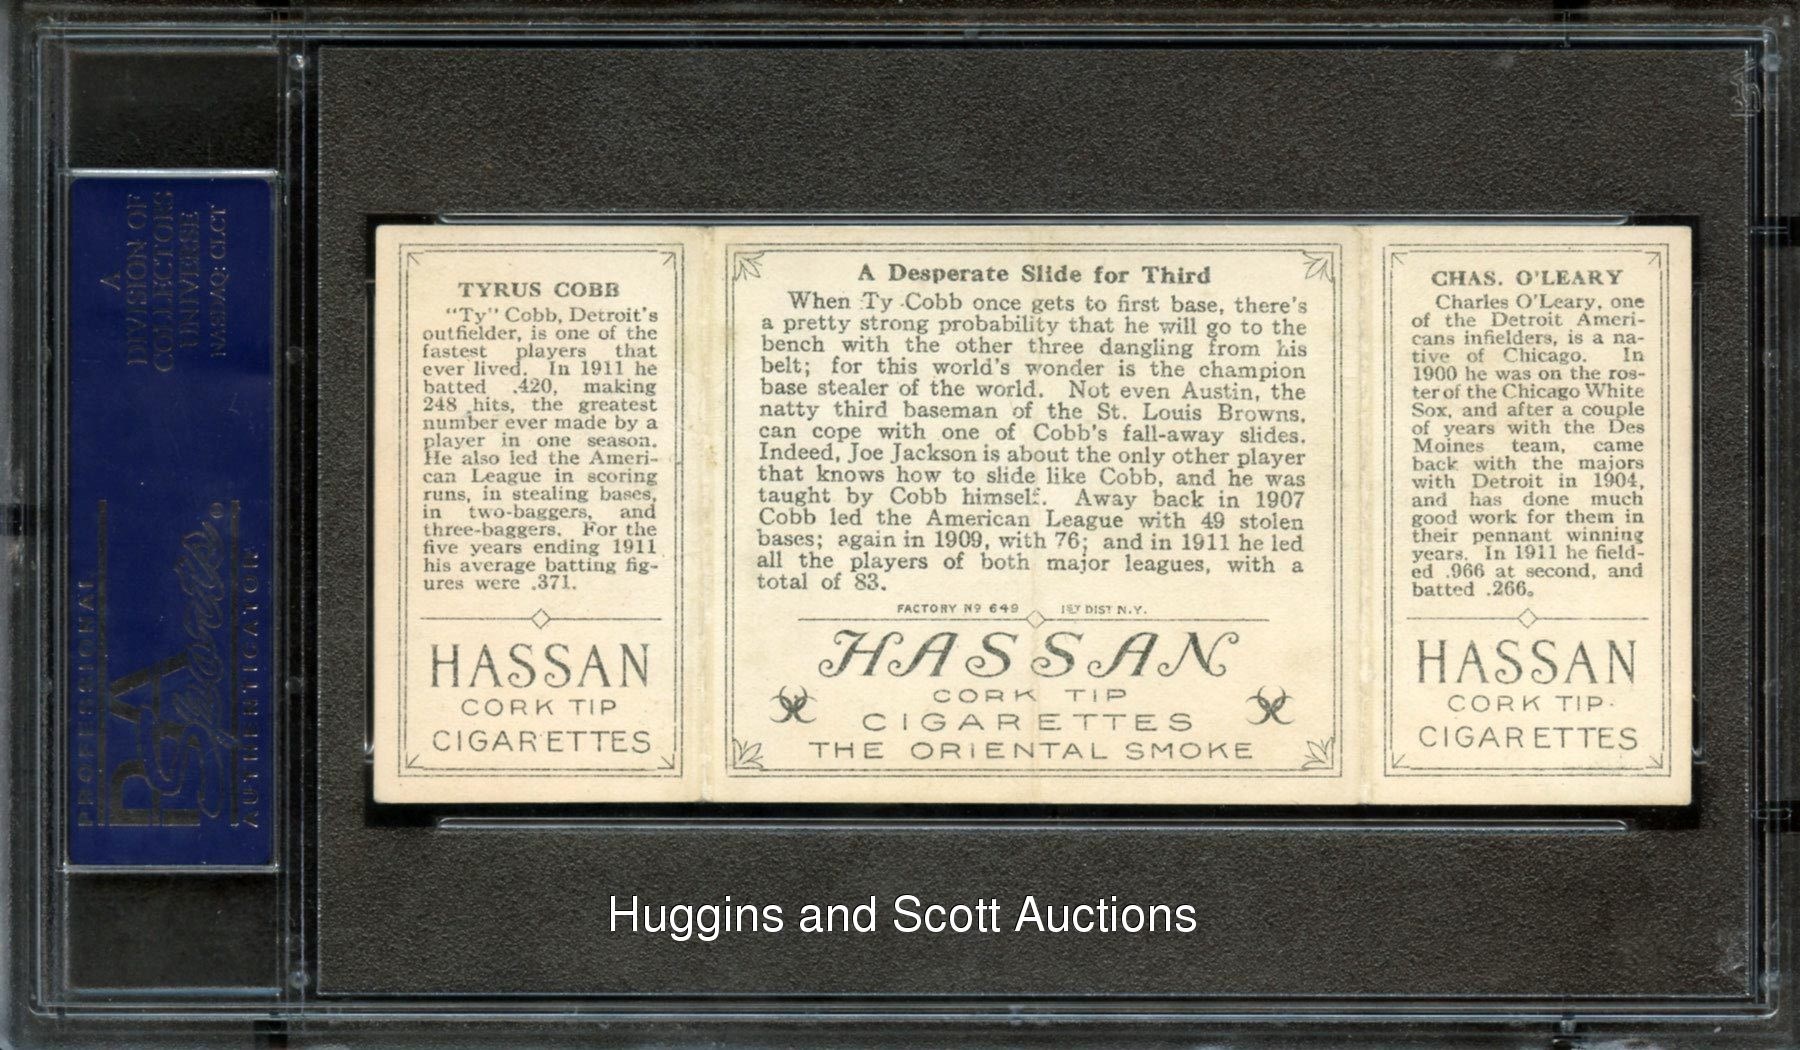 A
DIVISION OF
COLLECTORS
UNIVERSE
NASDAQ: CLCT
PROFESSIONAL
PSA
Sports
AUTHENTICATOR
TYRUS COBB
"Ty" Cobb, Detroit's
outfielder, is one of the
fastest players that
ever lived. In 1911 he
batted .420, making
248 hits, the greatest
number ever made by a
player in one season.
He also led the Ameri-
can League in scoring
runs, in stealing bases,
in two-baggers, and
three-baggers. For the
five years ending 1911
his average batting fig-
ures were .371.
HASSAN
CORK TIP
CIGARETTES
A Desperate Slide for Third
When Ty Cobb once gets to first base, there's
a pretty strong probability that he will go to the
bench with the other three dangling from his
belt; for this world's wonder is the champion
base stealer of the world. Not even Austin, the
natty third baseman of the St. Louis Browns,
can cope with one of Cobb's fall-away slides.
Indeed, Joe Jackson is about the only other player
that knows how to slide like Cobb, and he was
taught by Cobb himself. Away back in 1907
Cobb led the American League with 49 stolen
bases; again in 1909, with 76; and in 1911 he led
all the players of both major leagues, with a
total of 83.
FACTORY Nº 649 1ST DIST N.Y.
HASSAN
CORK TIP
CIGARETTES
THE ORIENTAL SMOKE
CHAS. O'LEARY
Charles O'Leary, one
of the Detroit Ameri-
cans infielders, is a na-
tive of Chicago. In
1900 he was on the ros-
ter of the Chicago White
Sox, and after a couple
of years with the Des
Moines team, came
back with the majors
with Detroit in 1904,
and has done much
good work for them in
their pennant winning
years. In 1911 he field-
ed .966 at second, and
batted .266.
HASSAN
CORK TIP
CIGARETTES
Huggins and Scott Auctions